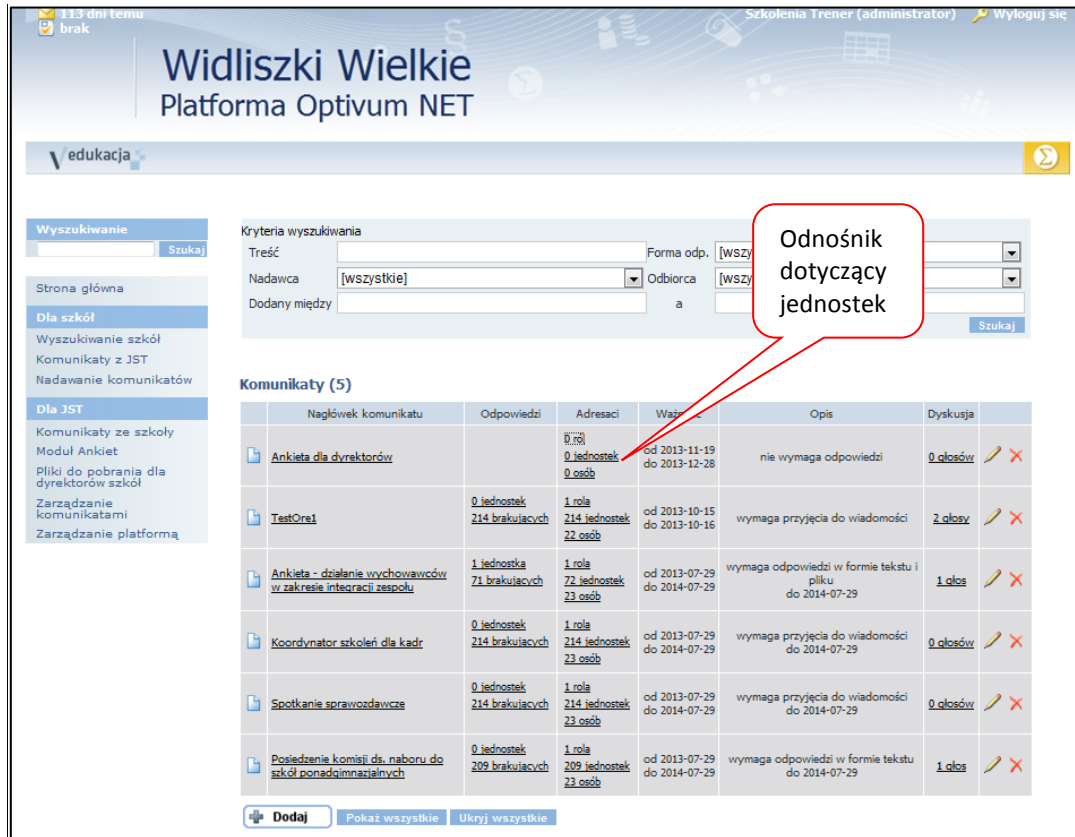 113 dni temu
brak
Szkolenia Trener (administrator) Wyloguj się
Widliszki Wielkie
Platforma Optivum NET
Vedukacja
Σ
Wyszukiwanie
Szukaj
Strona główna
Dla szkół
Wyszukiwanie szkół
Komunikaty z JST
Nadawanie komunikatów
Dla JST
Komunikaty ze szkoły
Moduł Ankiet
Pliki do pobrania dla
dyrektorów szkół
Zarządzanie
komunikatami
Zarządzanie platformą
Kryteria wyszukiwania
Treść Forma odp.
Nadawca [wszystkie] Odbiorca
Dodany między a
Szukaj
Odnośnik
dotyczący
jednostek
Komunikaty (5)
Nagłówek komunikatu Odpowiedzi Adresaci Opis Dyskusja
Ankieta dla dyrektorów
0 ról
0 jednostek
0 osób
od 2013-11-19
do 2013-12-28
nie wymaga odpowiedzi
0 głosów
TestOre1
0 jednostek
214 brakujących
1 rola
214 jednostek
22 osób
od 2013-10-15
do 2013-10-16
wymaga przyjęcia do wiadomości
2 głosy
Ankieta - działanie wychowawców
w zakresie integracji zespołu
1 jednostka
71 brakujących
1 rola
72 jednostek
23 osób
od 2013-07-29
do 2014-07-29
wymaga odpowiedzi w formie tekstu i
pliku
do 2014-07-29
1 głos
Koordynator szkoleń dla kadr
0 jednostek
214 brakujących
1 rola
214 jednostek
23 osób
od 2013-07-29
do 2014-07-29
wymaga przyjęcia do wiadomości
do 2014-07-29
0 głosów
Spotkanie sprawozdawcze
0 jednostek
214 brakujących
1 rola
214 jednostek
23 osób
od 2013-07-29
do 2014-07-29
wymaga przyjęcia do wiadomości
do 2014-07-29
0 głosów
Posiedzenie komisji ds. naboru do
szkół ponadgimnazjalnych
0 jednostek
209 brakujących
1 rola
209 jednostek
23 osób
od 2013-07-29
do 2014-07-29
wymaga odpowiedzi w formie tekstu
do 2014-07-29
1 głos
Dodaj Pokaż wszystkie Ukryj wszystkie